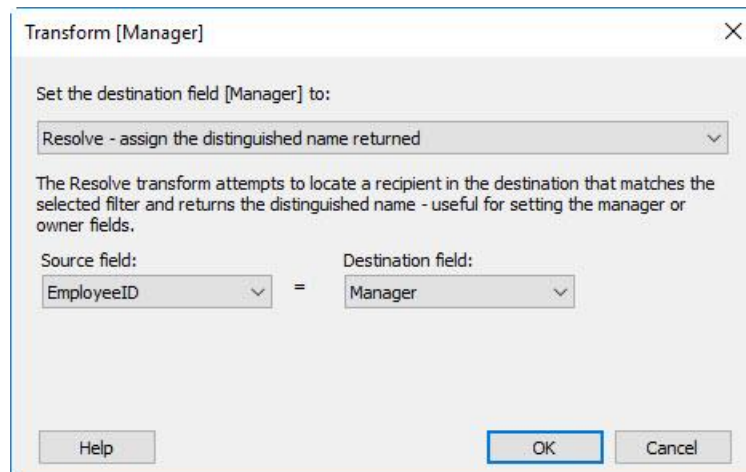 Transform [Manager]
Set the destination field [Manager] to:
Resolve - assign the distinguished name returned
The Resolve transform attempts to locate a recipient in the destination that matches the
selected filter and returns the distinguished name - useful for setting the manager or
owner fields.
Source field: Destination field:
EmployeeID = Manager
Help OK Cancel